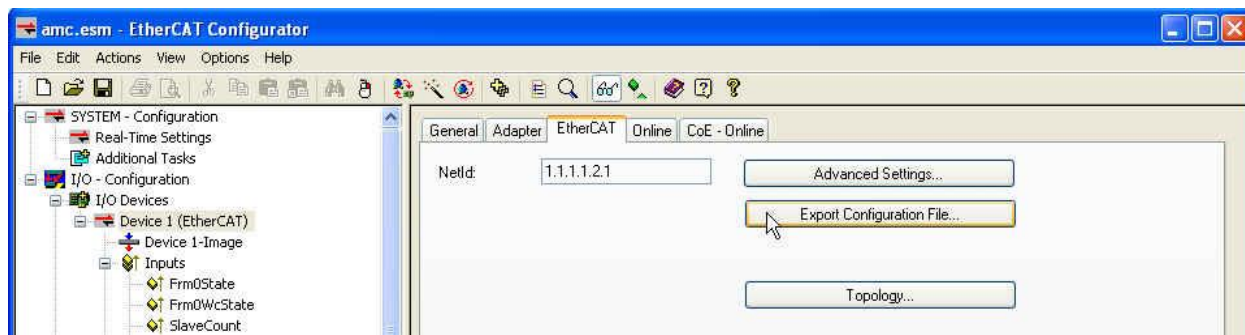 amc.esm - EtherCAT Configurator
File Edit Actions View Options Help
SYSTEM - Configuration
Real-Time Settings
Additional Tasks
I/O - Configuration
I/O Devices
Device 1 (EtherCAT)
Device 1-Image
Inputs
Frm0State
Frm0WcState
SlaveCount
General Adapter EtherCAT Online CoE - Online
NetId: 1.1.1.1.2.1 Advanced Settings...
Export Configuration File...
Topology...